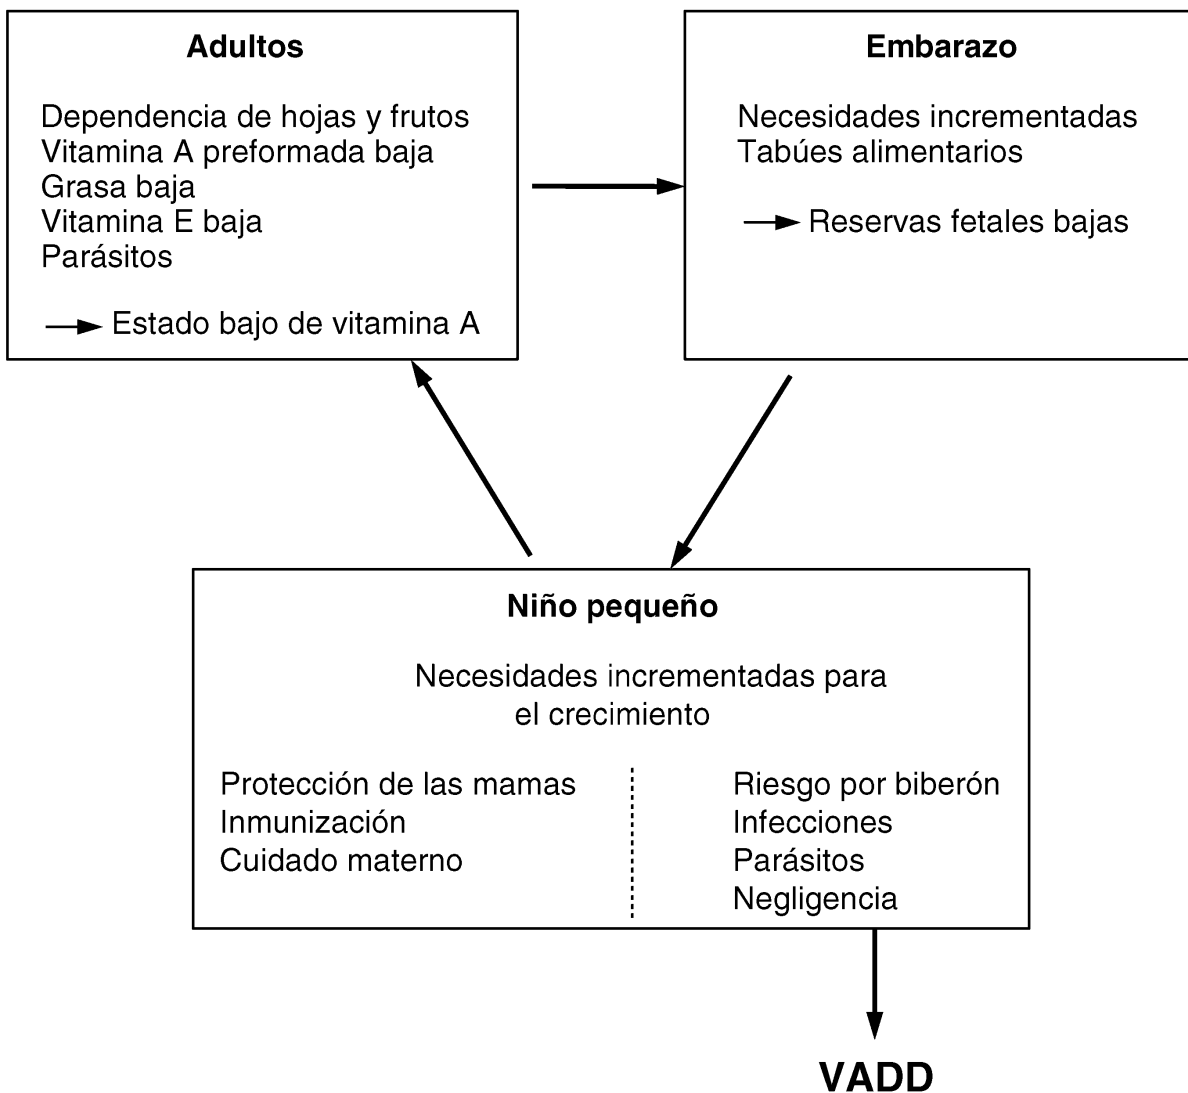 Adultos
Dependencia de hojas y frutos
Vitamina A preformada baja
Grasa baja
Vitamina E baja
Parásitos
Estado bajo de vitamina A
Embarazo
Necesidades incrementadas
Tabúes alimentarios
Reservas fetales bajas
Niño pequeño
Necesidades incrementadas para
el crecimiento
Protección de las mamas
Inmunización
Cuidado materno
Riesgo por biberón
Infecciones
Parásitos
Negligencia
VADD